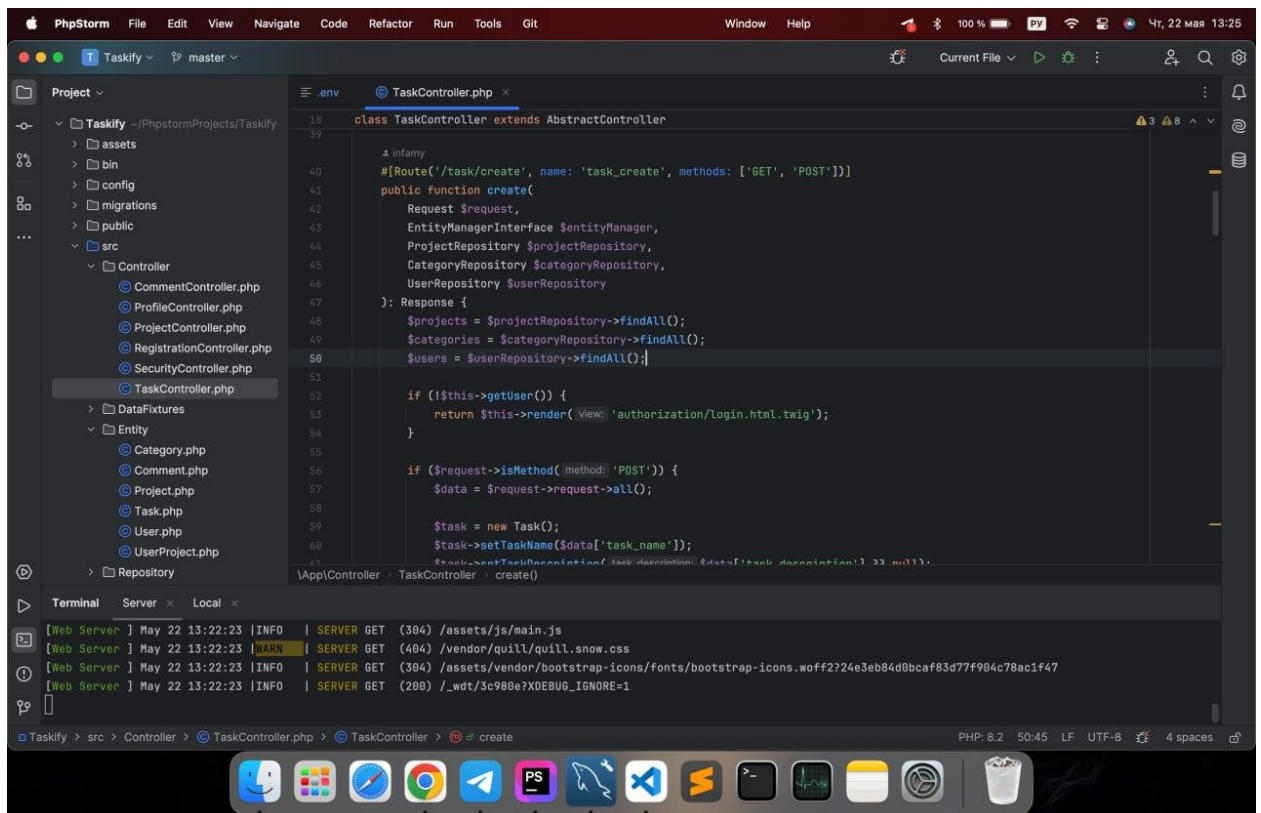 PhpStorm File Edit View Navigate Code Refactor Run Tools Git Window Help 100 % РУ Чт, 22 мая 13:25
T Taskify master Current File
Project
.env TaskController.php
Taskify ~/PhpstormProjects/Taskify
assets
bin
config
migrations
public
src
Controller
CommentController.php
ProfileController.php
ProjectController.php
RegistrationController.php
SecurityController.php
TaskController.php
DataFixtures
Entity
Category.php
Comment.php
Project.php
Task.php
User.php
UserProject.php
Repository
18 class TaskController extends AbstractController 3 8
39
infamy
40 #[Route('/task/create', name: 'task_create', methods: ['GET', 'POST'])]
41 public function create(
42 Request $request,
43 EntityManagerInterface $entityManager,
44 ProjectRepository $projectRepository,
45 CategoryRepository $categoryRepository,
46 UserRepository $userRepository
47 ): Response {
48 $projects = $projectRepository->findAll();
49 $categories = $categoryRepository->findAll();
50 $users = $userRepository->findAll();
51
52 if (!$this->getUser()) {
53 return $this->render( view: 'authorization/login.html.twig');
54 }
55
56 if ($request->isMethod( method: 'POST')) {
57 $data = $request->request->all();
58
59 $task = new Task();
60 $task->setTaskName($data['task_name']);
61 $task->setTaskDescription( task_description: $data['task_description'] ?? null);
\App\Controller › TaskController › create()
Terminal Server Local
[Web Server ] May 22 13:22:23 |INFO | SERVER GET (304) /assets/js/main.js
[Web Server ] May 22 13:22:23 |WARN | SERVER GET (404) /vendor/quill/quill.snow.css
[Web Server ] May 22 13:22:23 |INFO | SERVER GET (304) /assets/vendor/bootstrap-icons/fonts/bootstrap-icons.woff2?24e3eb84d0bcaf83d77f904c78ac1f47
[Web Server ] May 22 13:22:23 |INFO | SERVER GET (200) /_wdt/3c980e?XDEBUG_IGNORE=1
Taskify > src > Controller > TaskController.php > TaskController > create PHP: 8.2 50:45 LF UTF-8 4 spaces
PS